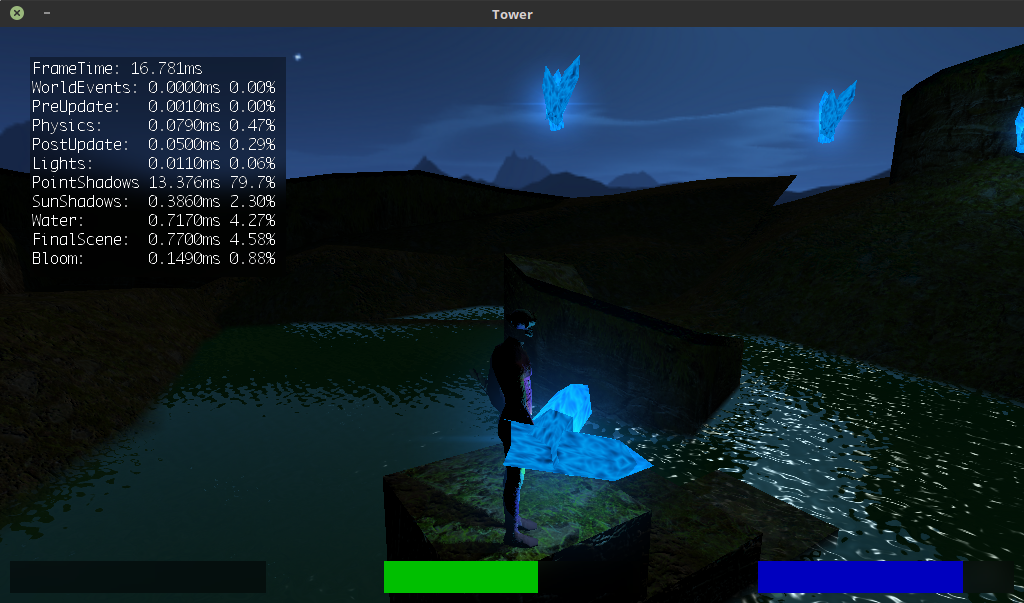 Tower
FrameTime: 16.781ms
WorldEvents: 0.0000ms 0.00%
PreUpdate: 0.0010ms 0.00%
Physics: 0.0790ms 0.47%
PostUpdate: 0.0500ms 0.29%
Lights: 0.0110ms 0.06%
PointShadows 13.376ms 79.7%
SunShadows: 0.3860ms 2.30%
Water: 0.7170ms 4.27%
FinalScene: 0.7700ms 4.58%
Bloom: 0.1490ms 0.88%